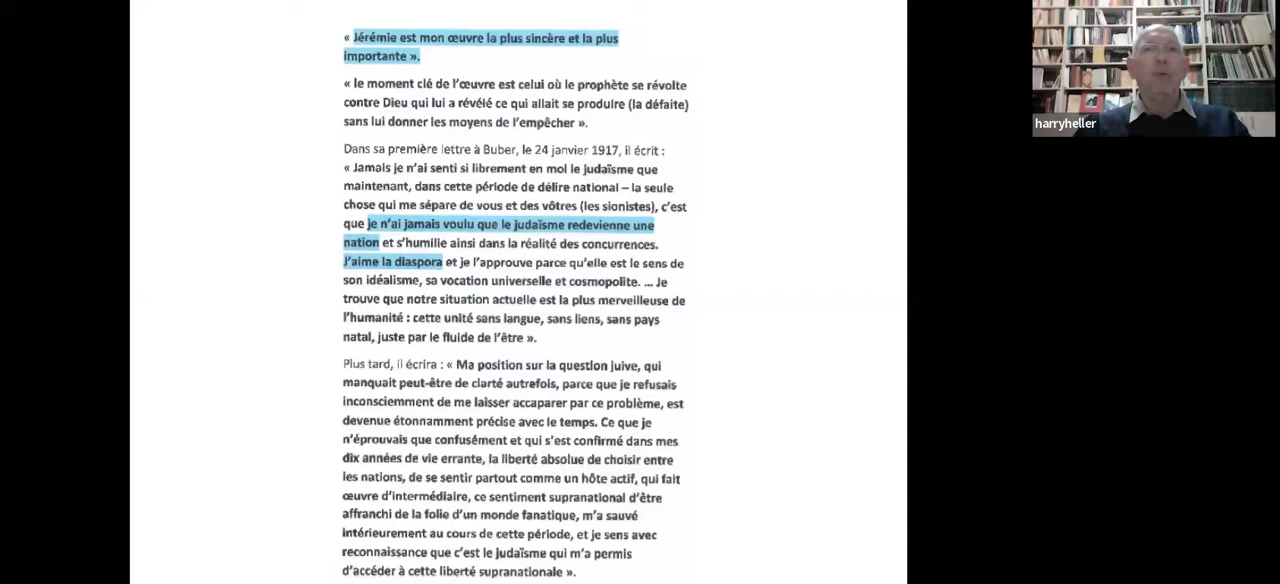 « Jérémie est mon œuvre la plus sincère et la plus
importante ».
« le moment clé de l’œuvre est celui où le prophète se révolte
contre Dieu qui lui a révélé ce qui allait se produire (la défaite)
sans lui donner les moyens de l’empêcher ».
Dans sa première lettre à Buber, le 24 janvier 1917, il écrit :
« Jamais je n’ai senti si librement en moi le judaïsme que
maintenant, dans cette période de délire national – la seule
chose qui me sépare de vous et des vôtres (les sionistes), c’est
que je n’ai jamais voulu que le judaïsme redevienne une
nation et s’humilie ainsi dans la réalité des concurrences.
J’aime la diaspora et je l’approuve parce qu’elle est le sens de
son idéalisme, sa vocation universelle et cosmopolite. ... Je
trouve que notre situation actuelle est la plus merveilleuse de
l’humanité : cette unité sans langue, sans liens, sans pays
natal, juste par le fluide de l’être ».
Plus tard, il écrira : « Ma position sur la question juive, qui
manquait peut-être de clarté autrefois, parce que je refusais
inconsciemment de me laisser accaparer par ce problème, est
devenue étonnamment précise avec le temps. Ce que je
n’éprouvais que confusément et qui s’est confirmé dans mes
dix années de vie errante, la liberté absolue de choisir entre
les nations, de se sentir partout comme un hôte actif, qui fait
œuvre d’intermédiaire, ce sentiment supranational d’être
affranchi de la folie d’un monde fanatique, m’a sauvé
intérieurement au cours de cette période, et je sens avec
reconnaissance que c’est le judaïsme qui m’a permis
d’accéder à cette liberté supranationale ».
harryheller